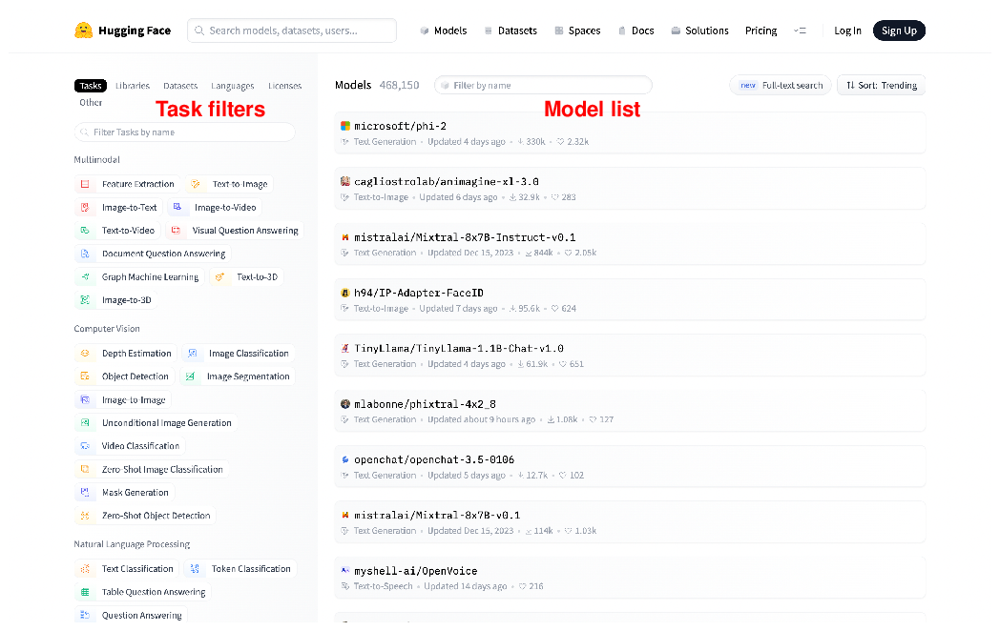 Hugging Face
Search models, datasets, users...
Models
Datasets
Spaces
Docs
Solutions
Pricing
Log In
Sign Up
Tasks Libraries Datasets Languages Licenses
Other
Task filters
Filter Tasks by name
Multimodal
Feature Extraction Text-to-Image
Image-to-Text Image-to-Video
Text-to-Video Visual Question Answering
Document Question Answering
Graph Machine Learning Text-to-3D
Image-to-3D
Computer Vision
Depth Estimation Image Classification
Object Detection Image Segmentation
Image-to-Image
Unconditional Image Generation
Video Classification
Zero-Shot Image Classification
Mask Generation
Zero-Shot Object Detection
Natural Language Processing
Text Classification Token Classification
Table Question Answering
Question Answering
Models 468,150 Filter by name new Full-text search Sort: Trending
Model list
microsoft/phi-2
Text Generation • Updated 4 days ago • 330k • 2.32k
cagliostrolab/animagine-xl-3.0
Text-to-Image • Updated 6 days ago • 32.9k • 283
mistralai/Mixtral-8x7B-Instruct-v0.1
Text Generation • Updated Dec 15, 2023 • 844k • 2.05k
h94/IP-Adapter-FaceID
Text-to-Image • Updated 7 days ago • 95.6k • 624
TinyLlama/TinyLlama-1.1B-Chat-v1.0
Text Generation • Updated 4 days ago • 61.9k • 651
mlabonne/phixtral-4x2_8
Text Generation • Updated about 9 hours ago • 1.08k • 127
openchat/openchat-3.5-0106
Text Generation • Updated 5 days ago • 12.7k • 102
mistralai/Mixtral-8x7B-v0.1
Text Generation • Updated Dec 15, 2023 • 114k • 1.03k
myshell-ai/OpenVoice
Text-to-Speech • Updated 14 days ago • 216